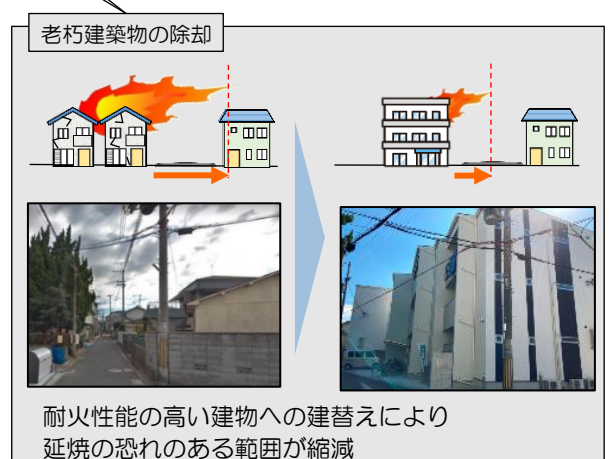 老朽建築物の除却
耐火性能の高い建物への建替えにより
延焼の恐れのある範囲が縮減